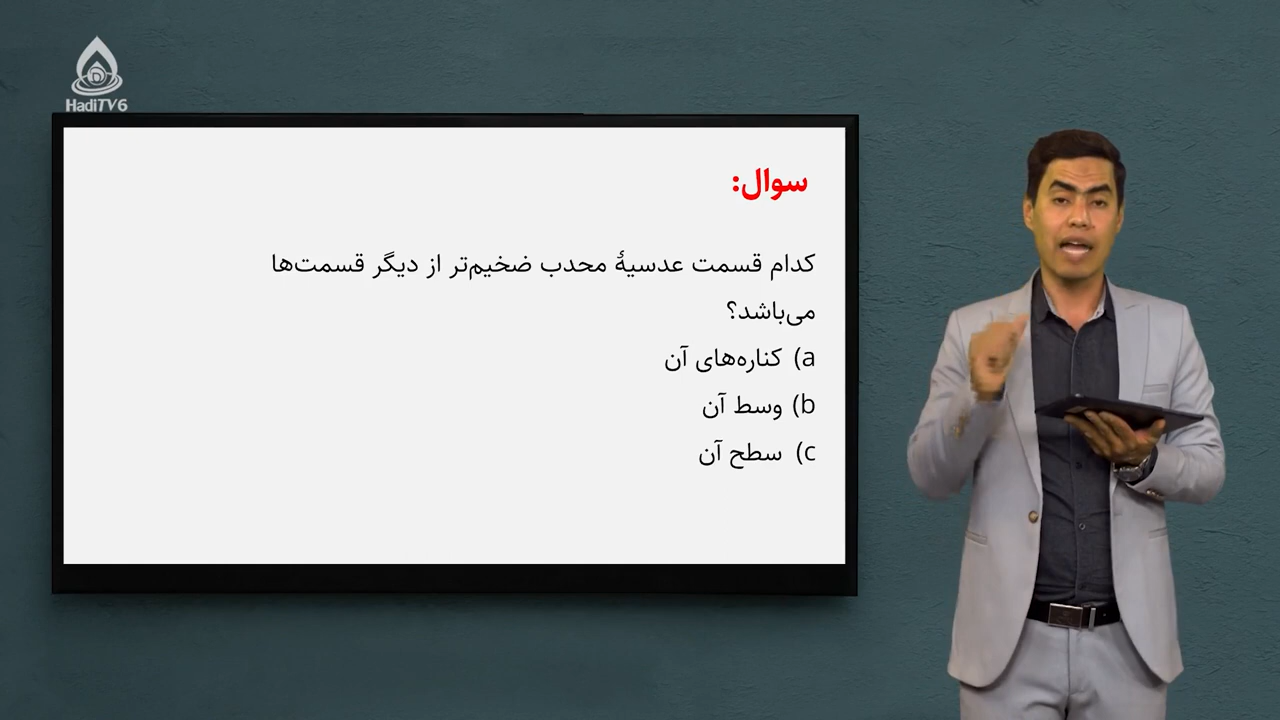 HadiTV6
سوال:
کدام قسمت عدسیهٔ محدب ضخیم‌تر از دیگر قسمت‌ها
می‌باشد؟
a) کناره‌های آن
b) وسط آن
c) سطح آن